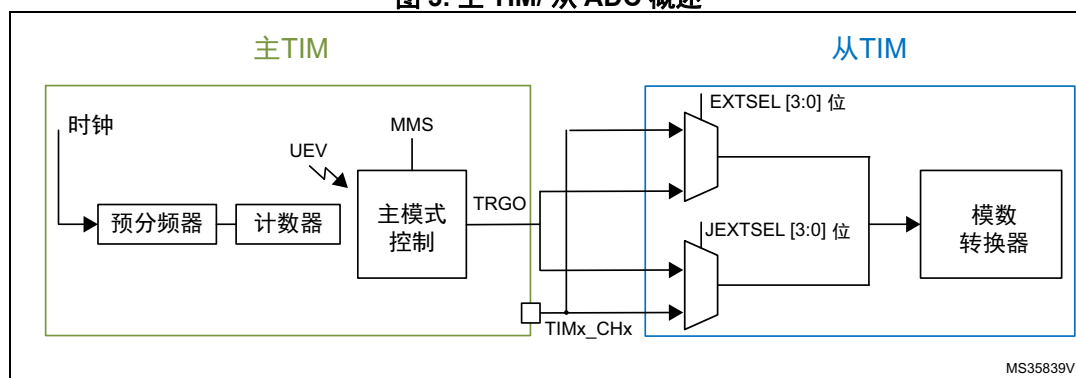 主TIM
从TIM
时钟
MMS
UEV
预分频器
计数器
主模式
控制
TRGO
TIMx_CHx
EXTSEL [3:0] 位
JEXTSEL [3:0] 位
模数
转换器
MS35839V